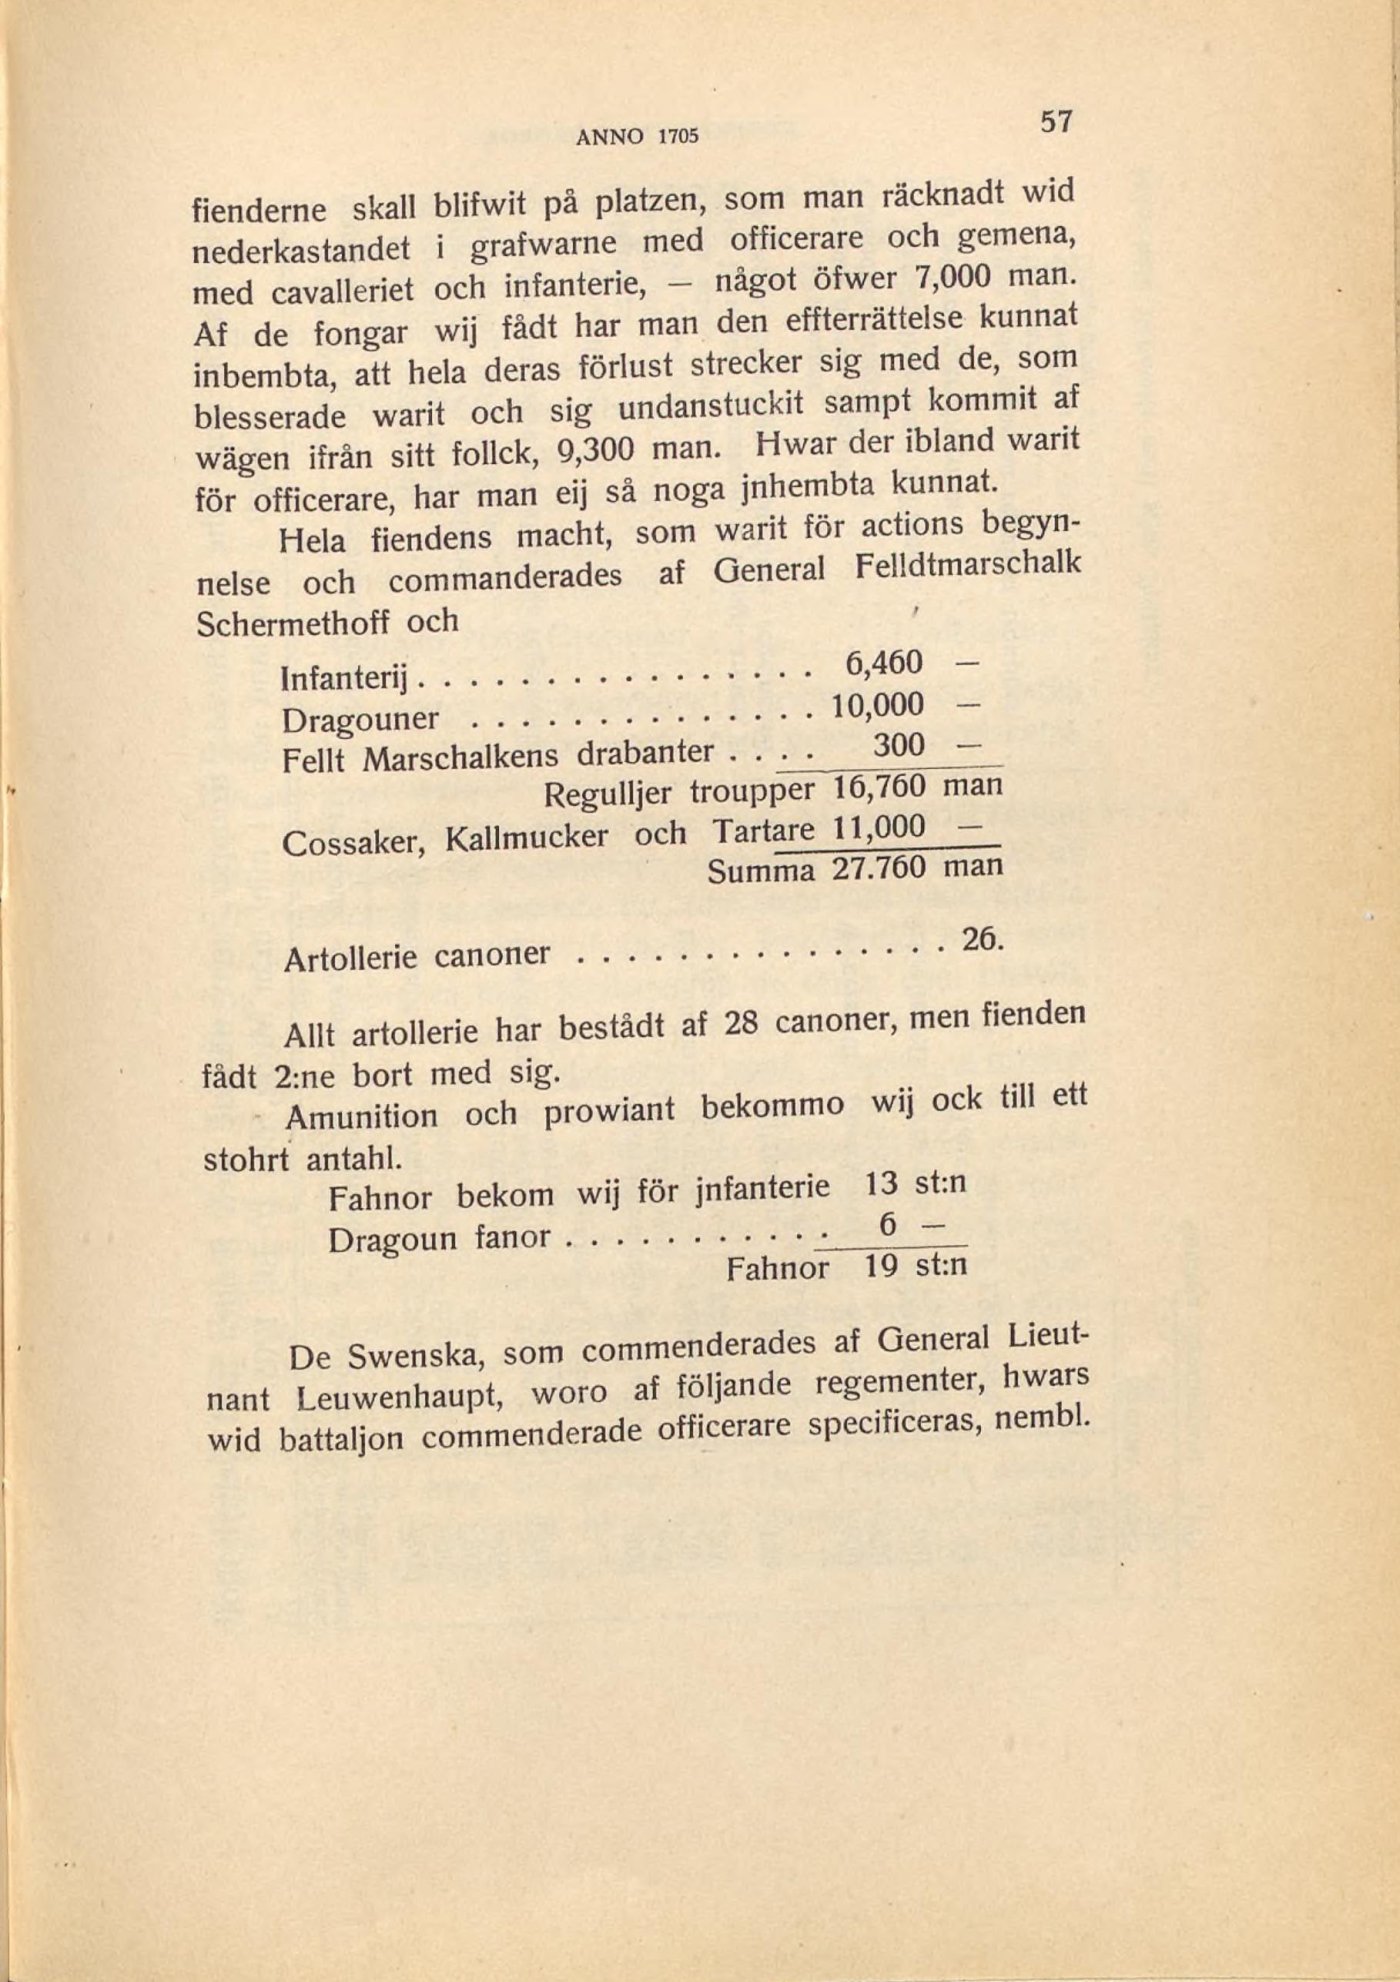 57
ANNO 1705
fienderne skall blifwit på platzen, som man räcknadt wid
nederkastandet i grafwarne med officerare och gemena,
med cavalleriet och infanterie, — något öfwer 7,000 man.
Af de fongar wij fådt har man den effterrättelse kunnat
inbembta, att hela deras förlust strecker sig med de, som
blesserade warit och sig undanstuckit sampt kommit af
wägen ifrån sitt follck, 9,300 man. Hwar der ibland warit
för officerare, har man eij så noga jnhembta kunnat.
Hela fiendens macht, som warit för actions begyn-
nelse och commanderades af General Felldtmarschalk
Schermethoff och
Infanterij . . . . . . . . . . . . . . . . 6,460 —
Dragouner . . . . . . . . . . . . . . 10,000 —
Fellt Marschalkens drabanter . . . . 300 —
Regulljer troupper 16,760 man
Cossaker, Kallmucker och Tartare 11,000 —
Summa 27.760 man
Artollerie canoner . . . . . . . . . . . . . . . 26.
Allt artollerie har bestådt af 28 canoner, men fienden
fådt 2:ne bort med sig.
Amunition och prowiant bekommo wij ock till ett
stohrt antahl.
Fahnor bekom wij för jnfanterie 13 st:n
Dragoun fanor . . . . . . . . . . . 6 —
Fahnor 19 st:n
De Swenska, som commenderades af General Lieut-
nant Leuwenhaupt, woro af följande regementer, hwars
wid battaljon commenderade officerare specificeras, nembl.